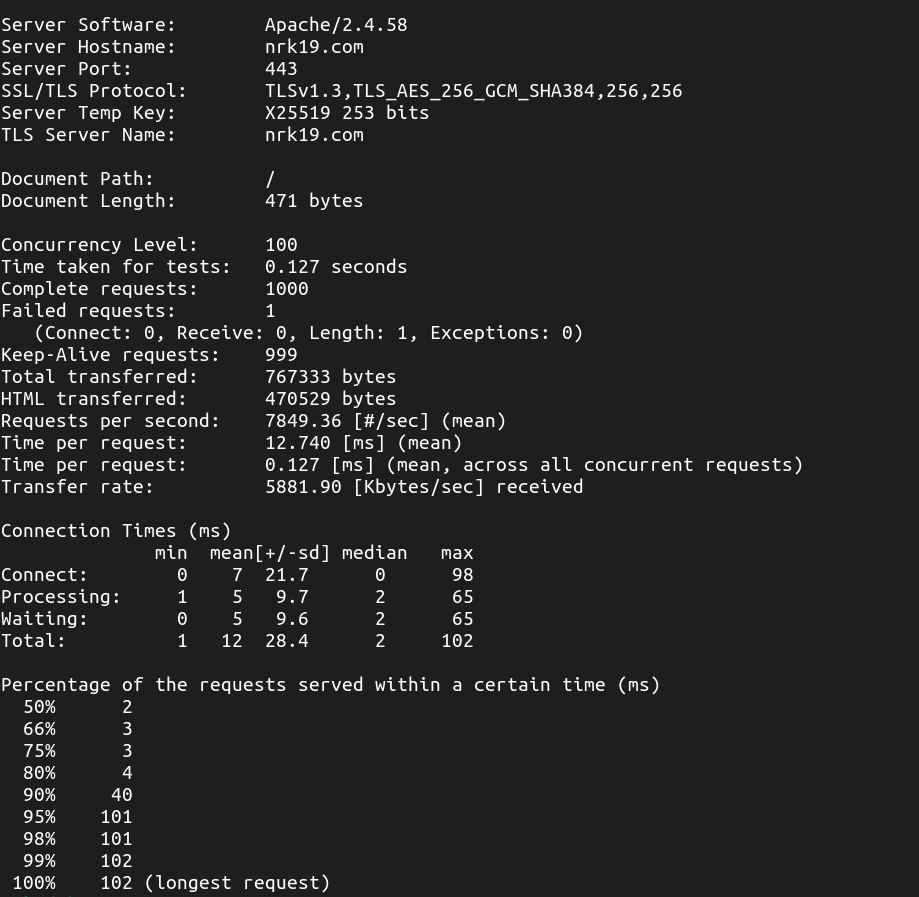 Server Software:        Apache/2.4.58
Server Hostname:        nrk19.com
Server Port:            443
SSL/TLS Protocol:       TLSv1.3,TLS_AES_256_GCM_SHA384,256,256
Server Temp Key:        X25519 253 bits
TLS Server Name:        nrk19.com

Document Path:          /
Document Length:        471 bytes

Concurrency Level:      100
Time taken for tests:   0.127 seconds
Complete requests:      1000
Failed requests:        1
   (Connect: 0, Receive: 0, Length: 1, Exceptions: 0)
Keep-Alive requests:    999
Total transferred:      767333 bytes
HTML transferred:       470529 bytes
Requests per second:    7849.36 [#/sec] (mean)
Time per request:       12.740 [ms] (mean)
Time per request:       0.127 [ms] (mean, across all concurrent requests)
Transfer rate:          5881.90 [Kbytes/sec] received

Connection Times (ms)
              min  mean[+/-sd] median   max
Connect:        0    7  21.7      0      98
Processing:     1    5   9.7      2      65
Waiting:        0    5   9.6      2      65
Total:          1   12  28.4      2     102

Percentage of the requests served within a certain time (ms)
  50%      2
  66%      3
  75%      3
  80%      4
  90%     40
  95%    101
  98%    101
  99%    102
 100%    102 (longest request)